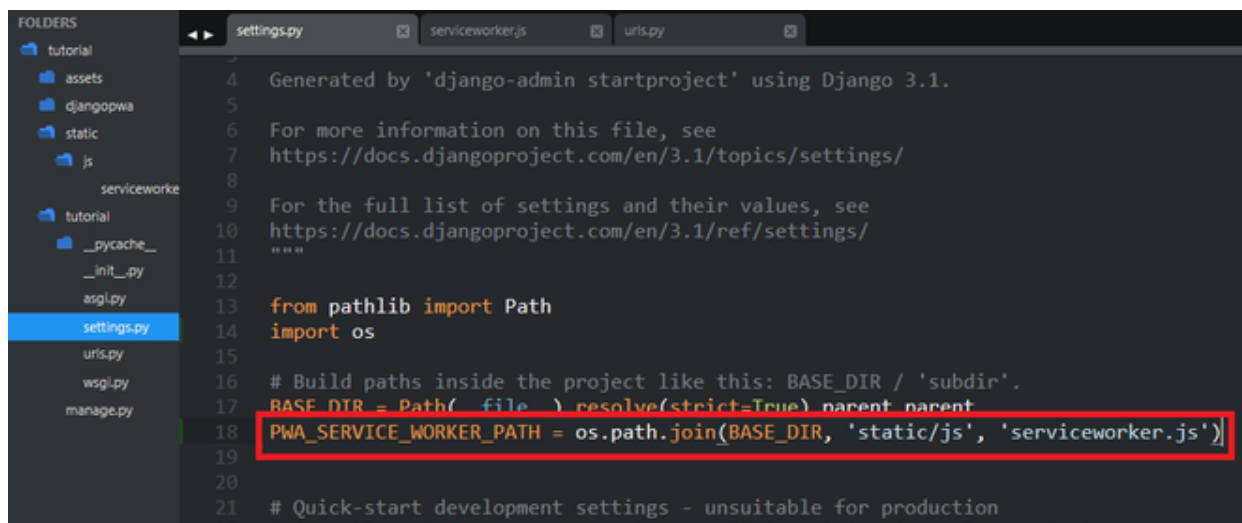 FOLDERS
tutorial
assets
djangopwa
static
js
serviceworke
tutorial
__pycache__
__init__.py
asgi.py
settings.py
urls.py
wsgi.py
manage.py
settings.py serviceworker.js urls.py
4 Generated by 'django-admin startproject' using Django 3.1.
5
6 For more information on this file, see
7 https://docs.djangoproject.com/en/3.1/topics/settings/
8
9 For the full list of settings and their values, see
10 https://docs.djangoproject.com/en/3.1/ref/settings/
11 """
12
13 from pathlib import Path
14 import os
15
16 # Build paths inside the project like this: BASE_DIR / 'subdir'.
17 BASE_DIR = Path(__file__).resolve(strict=True).parent.parent
18 PWA_SERVICE_WORKER_PATH = os.path.join(BASE_DIR, 'static/js', 'serviceworker.js')
19
20
21 # Quick-start development settings - unsuitable for production